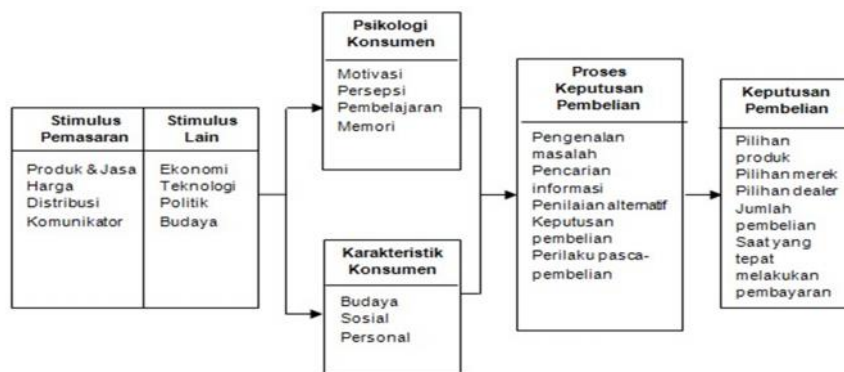 Stimulus
Pemasaran
Produk & Jasa
Harga
Distribusi
Komunikator
Stimulus
Lain
Ekonomi
Teknologi
Politik
Budaya
Psikologi
Konsumen
Motivasi
Persepsi
Pembelajaran
Memori
Karakteristik
Konsumen
Budaya
Sosial
Personal
Proses
Keputusan
Pembelian
Pengenalan
masalah
Pencarian
informasi
Penilaian alternatif
Keputusan
pembelian
Perilaku pasca-
pembelian
Keputusan
Pembelian
Pilihan
produk
Pilihan merek
Pilihan dealer
Jumlah
pembelian
Saat yang
tepat
melakukan
pembayaran